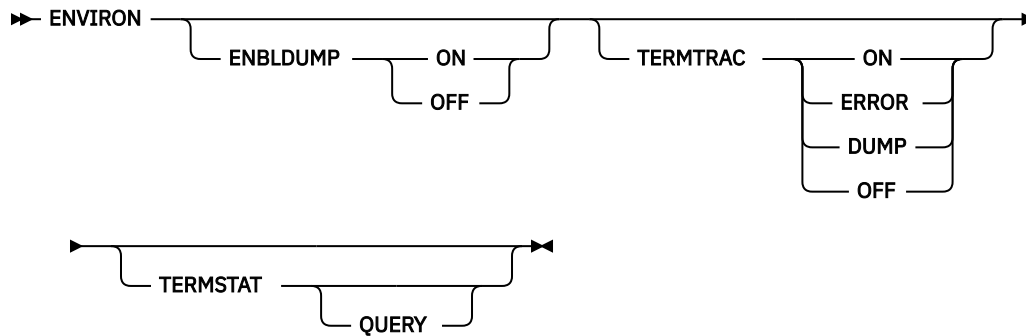 ENVIRON
ENBLDUMP ON TERMTRAC ON
OFF ERROR
DUMP
OFF
TERMSTAT
QUERY